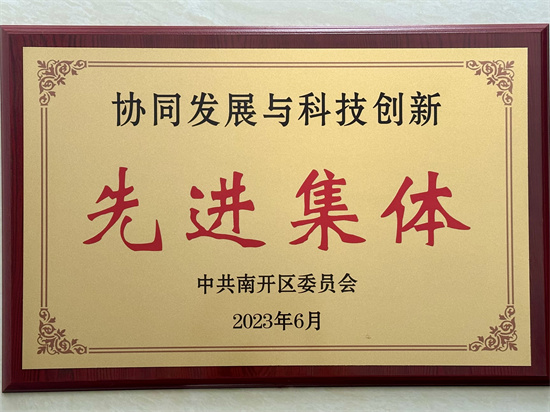 协同发展与科技创新
先进集体
中共南开区委员会
2023年6月